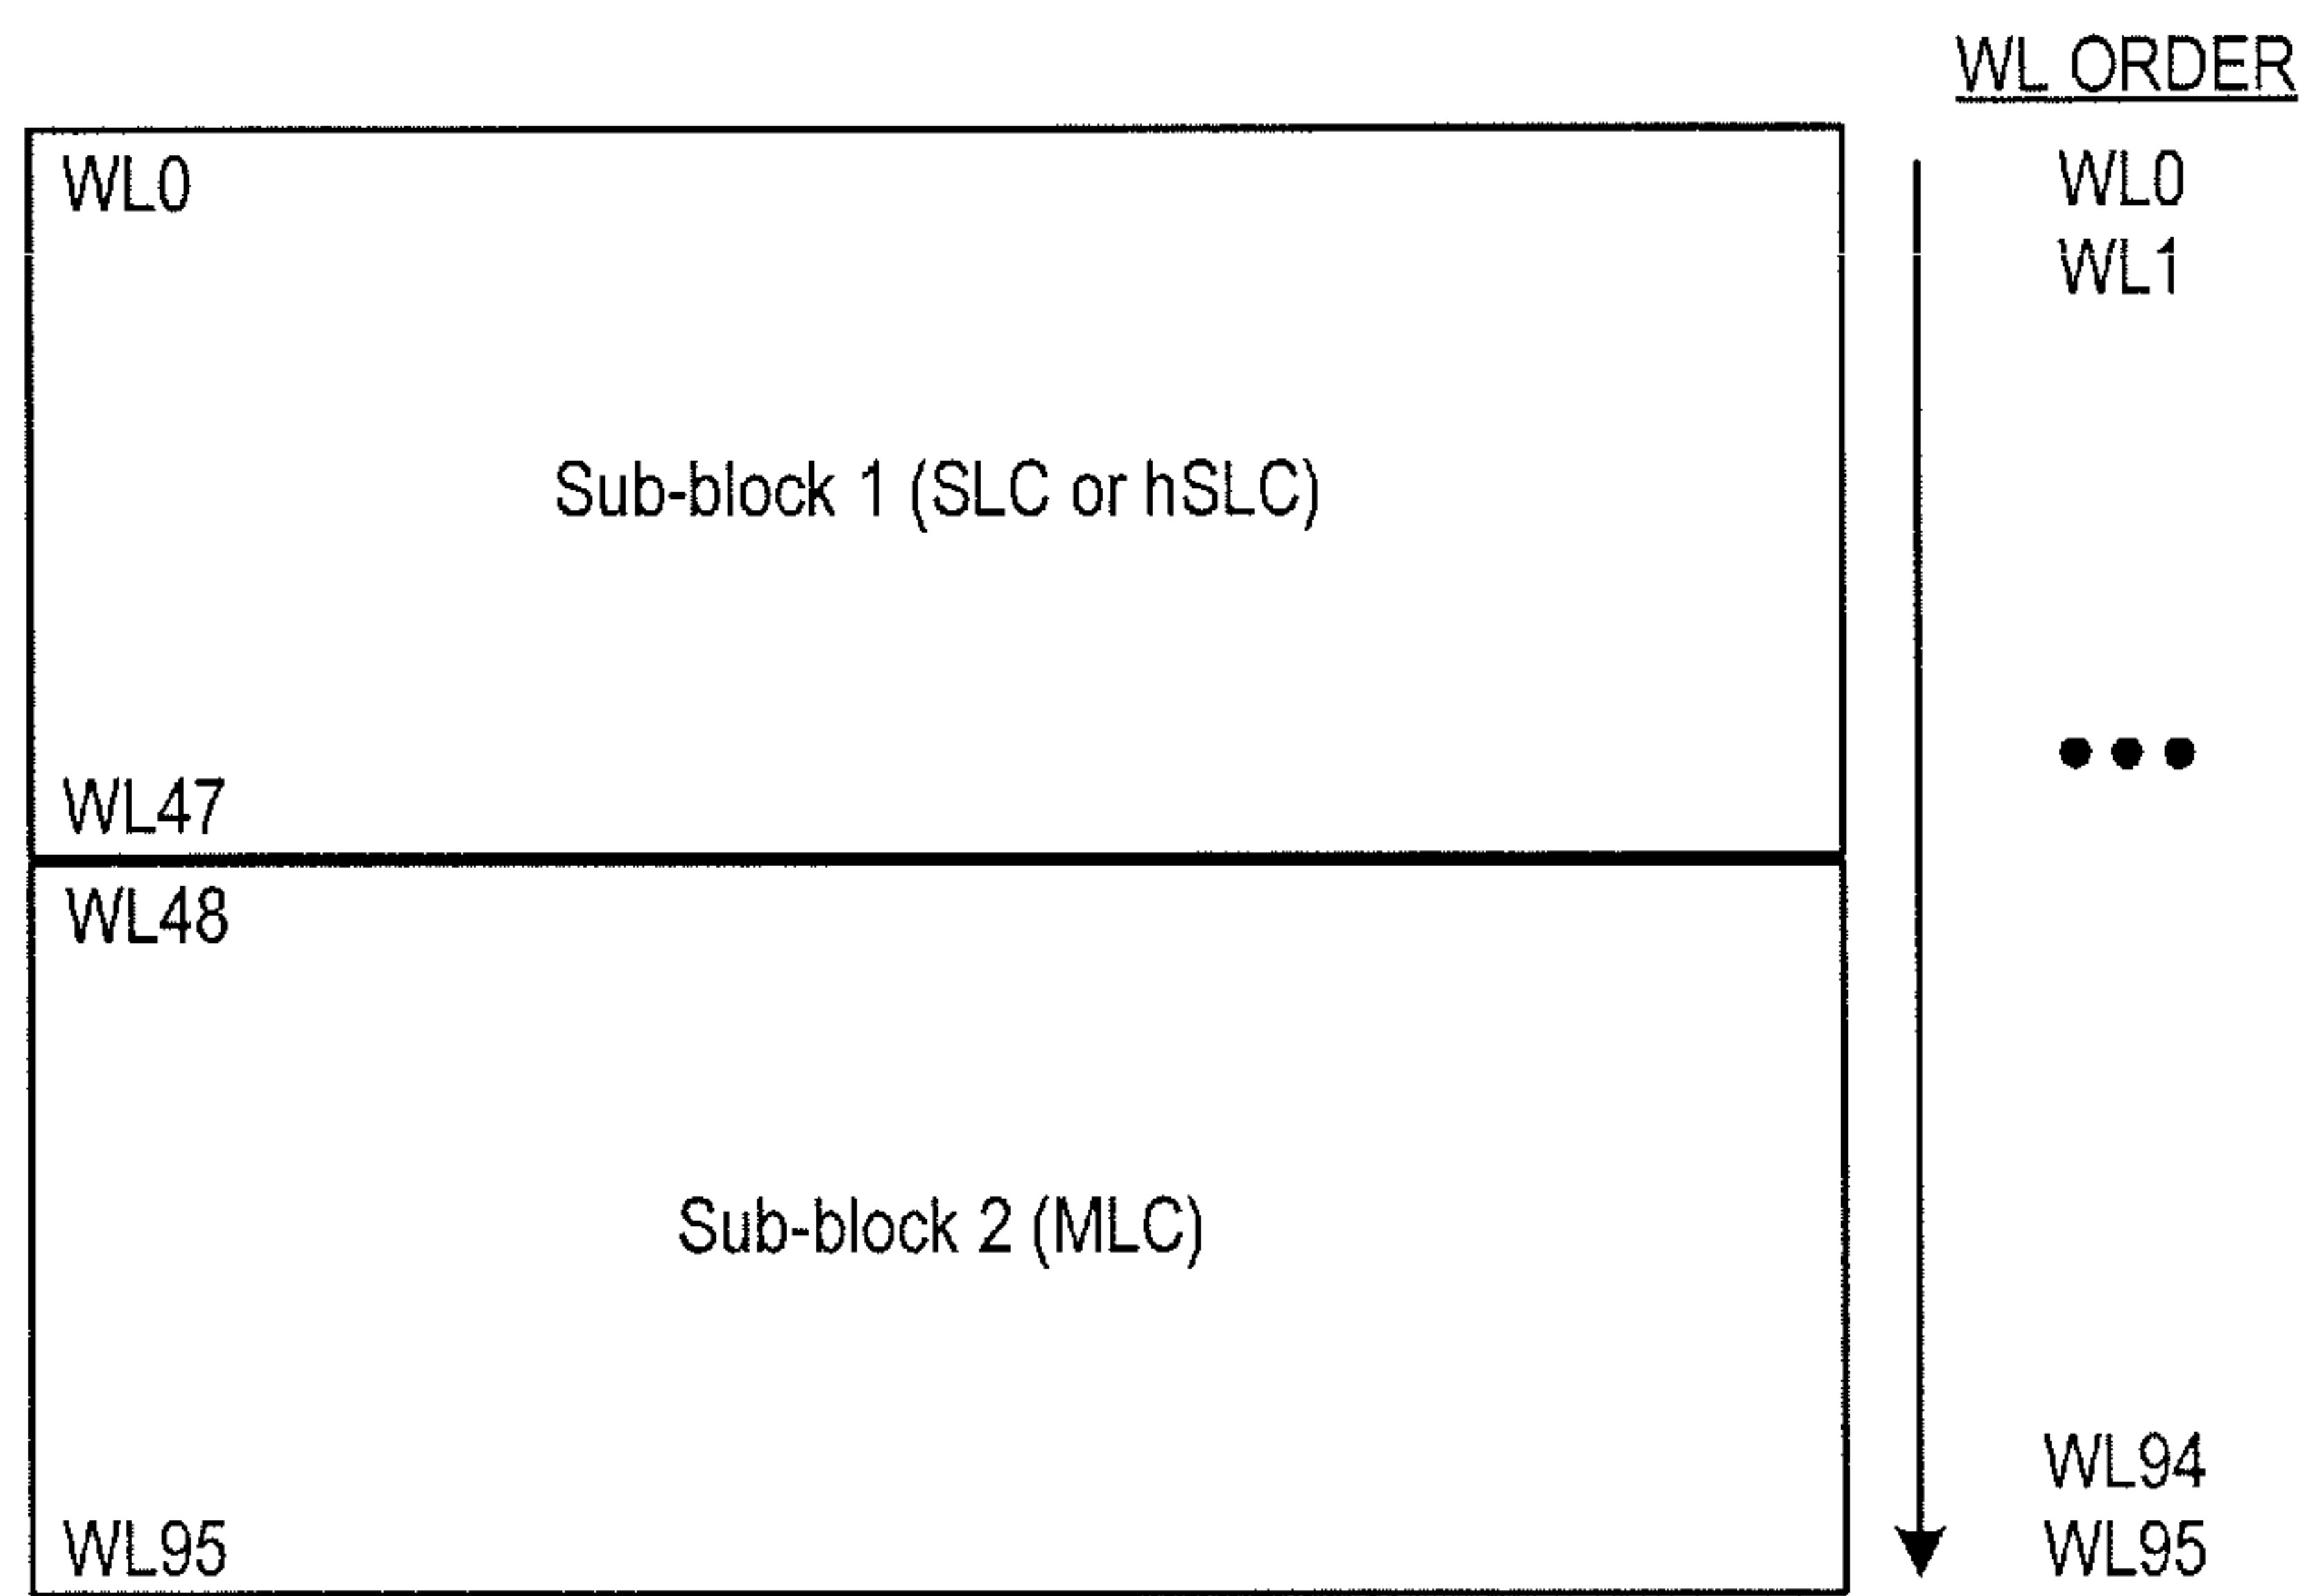 WL ORDER
WL0
WL0
WL1
Sub-block 1 (SLC or hSLC)
WL47
WL48
Sub-block 2 (MLC)
WL94
WL95
WL95